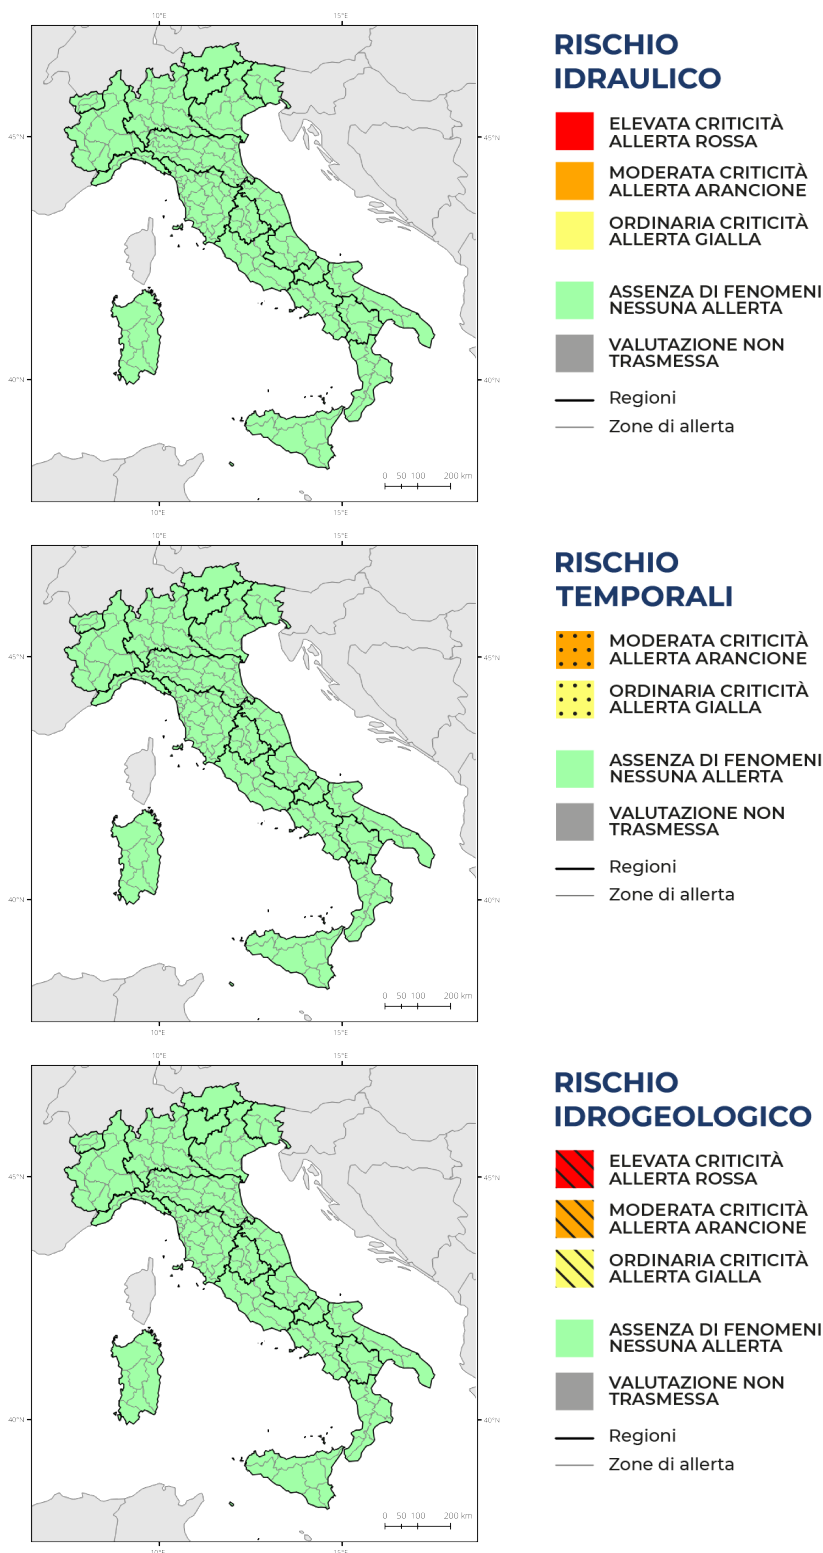 10°E 15°E
RISCHIO
IDRAULICO
ELEVATA CRITICITÀ
ALLERTA ROSSA
45°N 45°N
MODERATA CRITICITÀ
ALLERTA ARANCIONE
ORDINARIA CRITICITÀ
ALLERTA GIALLA
ASSENZA DI FENOMENI
NESSUNA ALLERTA
VALUTAZIONE NON
TRASMESSA
40°N 40°N
Regioni
Zone di allerta
0 50 100 200 km
10°E 15°E
10°E 15°E
RISCHIO
TEMPORALI
MODERATA CRITICITÀ
ALLERTA ARANCIONE
45°N 45°N
ORDINARIA CRITICITÀ
ALLERTA GIALLA
ASSENZA DI FENOMENI
NESSUNA ALLERTA
VALUTAZIONE NON
TRASMESSA
Regioni
Zone di allerta
40°N 40°N
0 50 100 200 km
10°E 15°E
10°E 15°E
RISCHIO
IDROGEOLOGICO
ELEVATA CRITICITÀ
ALLERTA ROSSA
45°N 45°N
MODERATA CRITICITÀ
ALLERTA ARANCIONE
ORDINARIA CRITICITÀ
ALLERTA GIALLA
ASSENZA DI FENOMENI
NESSUNA ALLERTA
VALUTAZIONE NON
TRASMESSA
40°N 40°N
Regioni
Zone di allerta
0 50 100 200 km
10°E 15°E